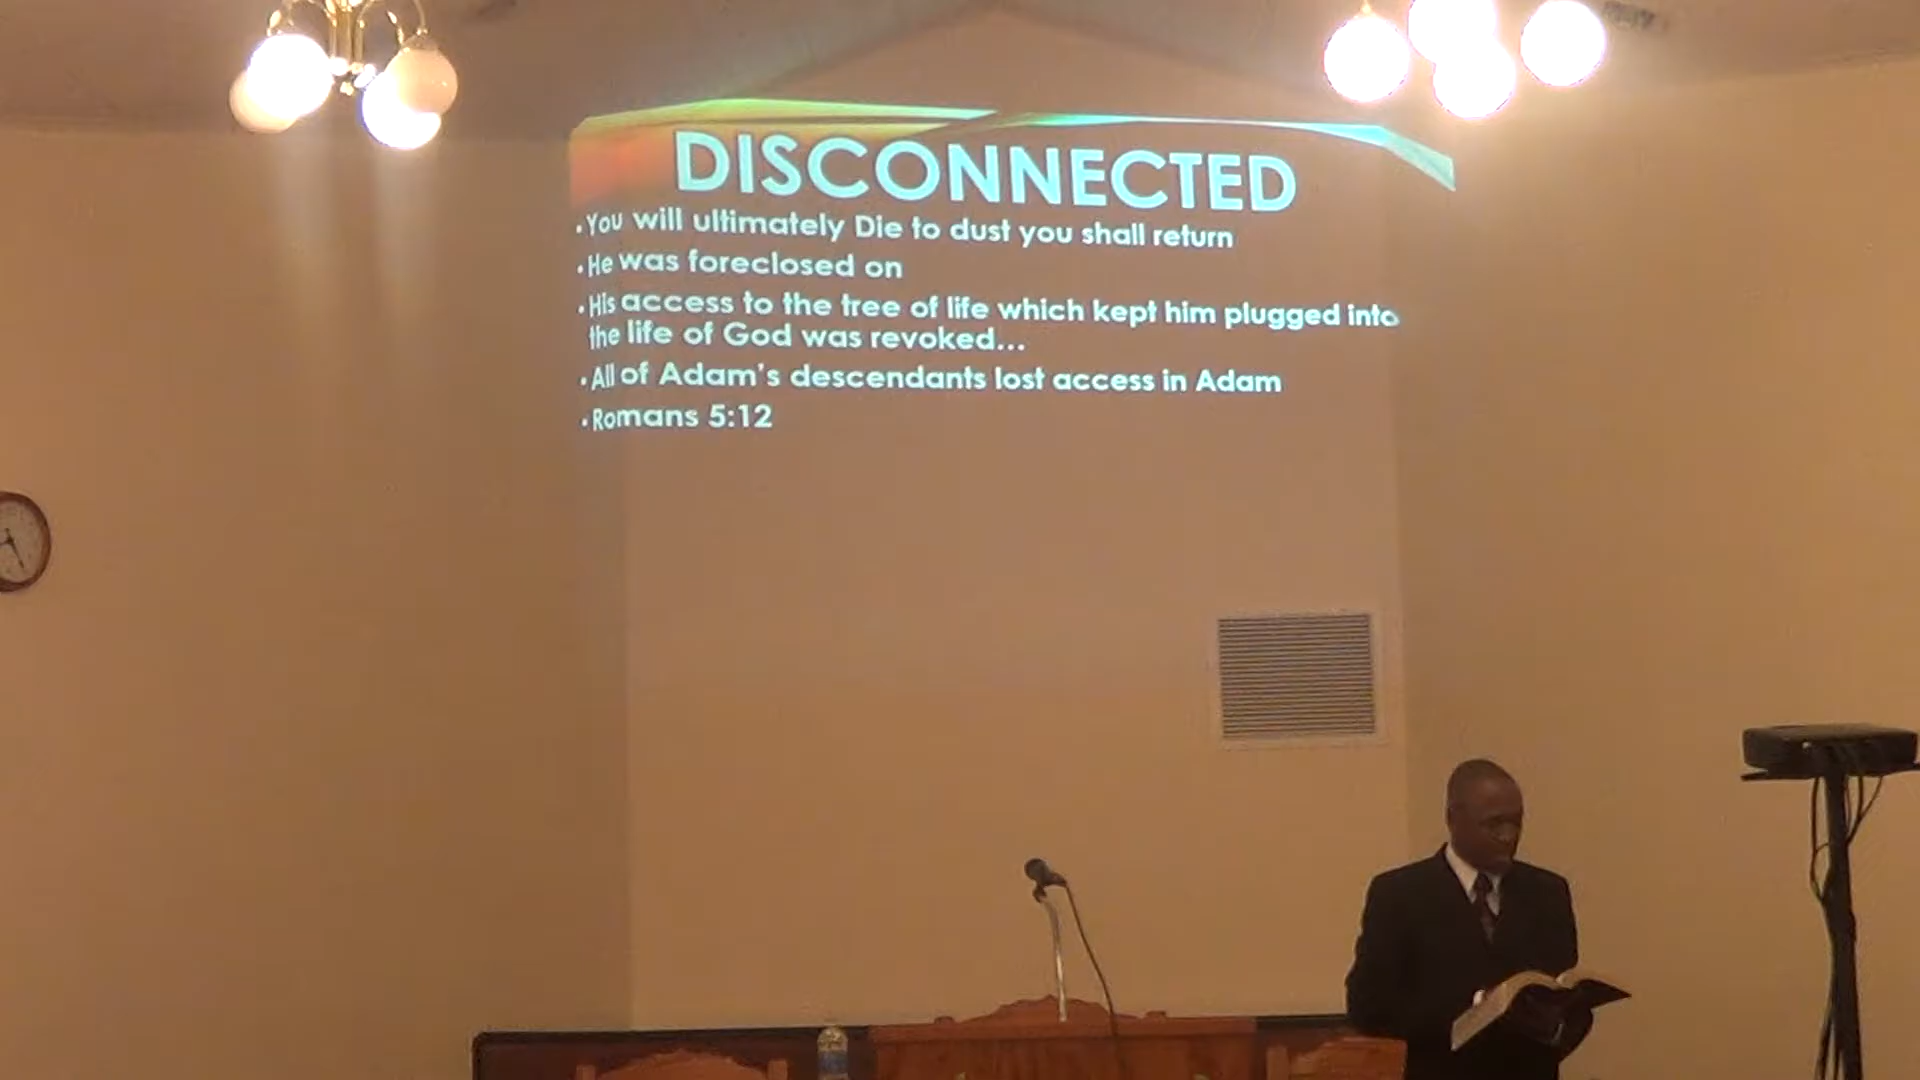 DISCONNECTED
•You will ultimately Die to dust you shall return
•He was foreclosed on
•His access to the tree of life which kept him plugged into
the life of God was revoked...
•All of Adam's descendants lost access in Adam
•Romans 5:12